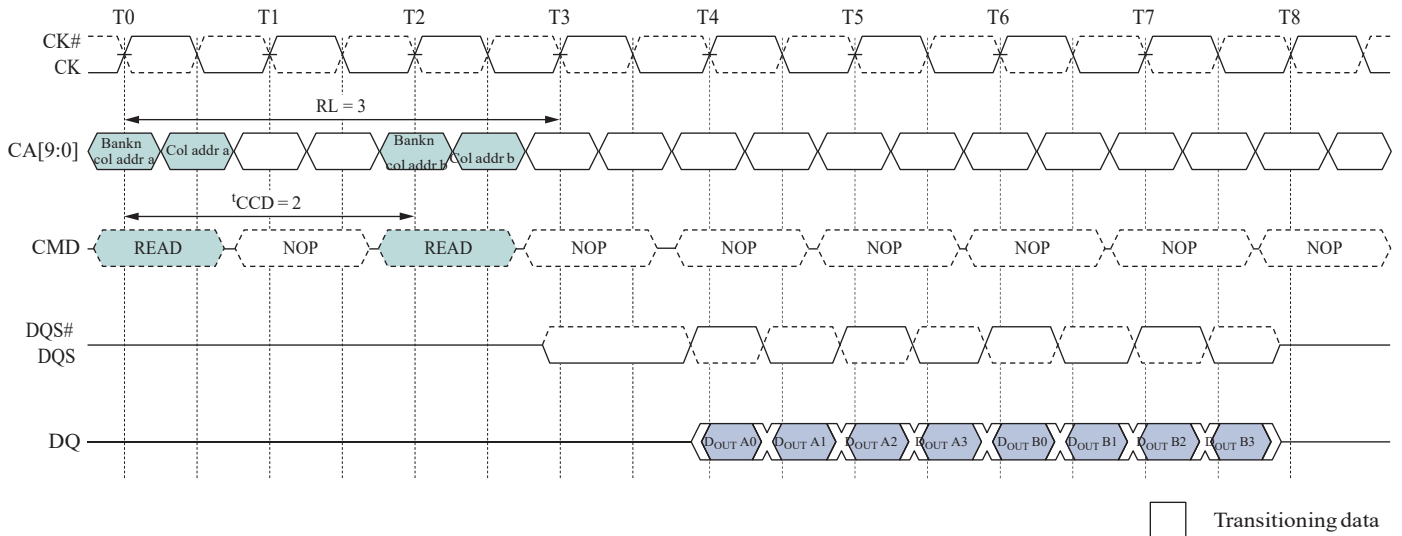 T0 T1 T2 T3 T4 T5 T6 T7 T8
CK#
CK
RL = 3
CA[9:0]
Bankn
col addr a
Col addr a
Bankn
col addr b
Col addr b
tCCD = 2
CMD READ NOP READ NOP NOP NOP NOP NOP NOP
DQS#
DQS
DQ DOUT A0 DOUT A1 DOUT A2 DOUT A3 DOUT B0 DOUT B1 DOUT B2 DOUT B3
Transitioning data